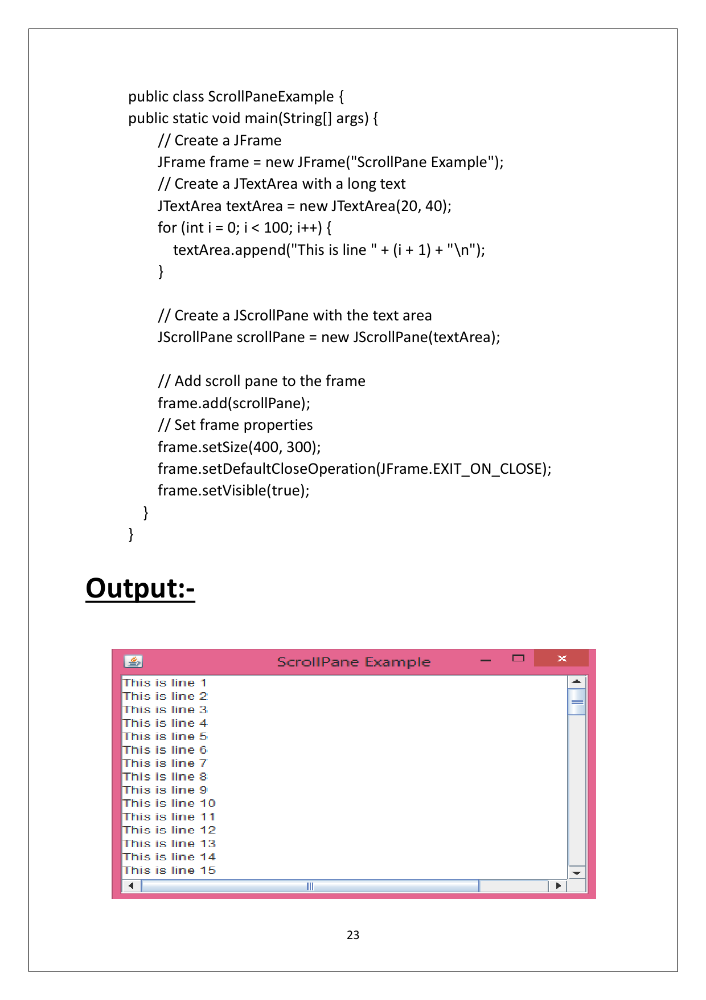 public class ScrollPaneExample {
public static void main(String[] args) {
// Create a JFrame
JFrame frame = new JFrame("ScrollPane Example");
// Create a JTextArea with a long text
JTextArea textArea = new JTextArea(20, 40);
for (int i = 0; i < 100; i++) {
textArea.append("This is line " + (i + 1) + "\n");
}
// Create a JScrollPane with the text area
JScrollPane scrollPane = new JScrollPane(textArea);
// Add scroll pane to the frame
frame.add(scrollPane);
// Set frame properties
frame.setSize(400, 300);
frame.setDefaultCloseOperation(JFrame.EXIT_ON_CLOSE);
frame.setVisible(true);
}
}
Output:-
ScrollPane Example
This is line 1
This is line 2
This is line 3
This is line 4
This is line 5
This is line 6
This is line 7
This is line 8
This is line 9
This is line 10
This is line 11
This is line 12
This is line 13
This is line 14
This is line 15
23